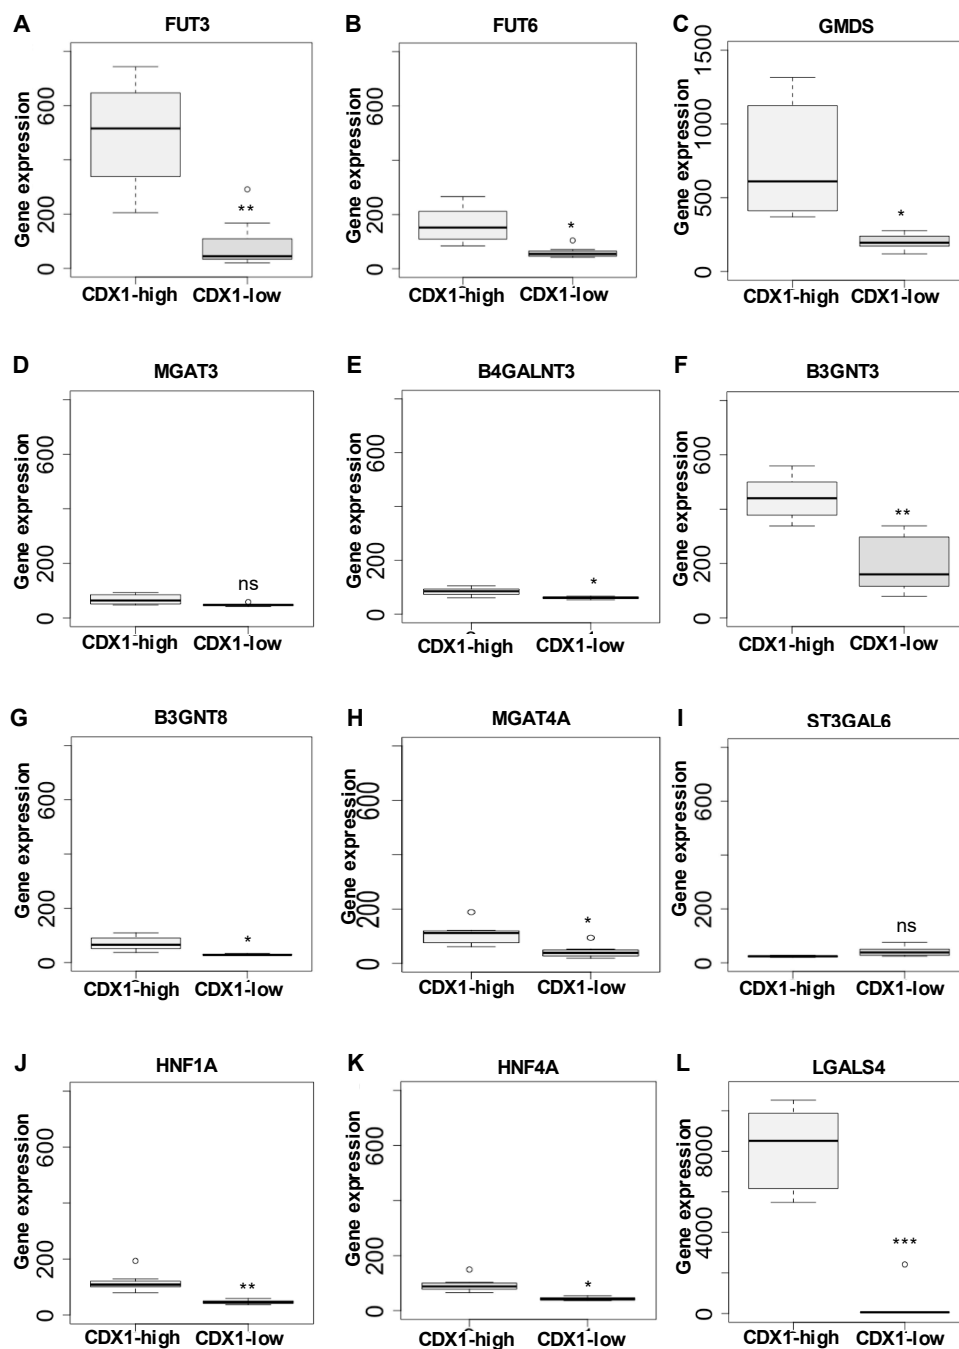 A FUT3
Gene expression
600
200
0
**
CDX1-high CDX1-low
B FUT6
Gene expression
600
200
0
*
CDX1-high CDX1-low
C GMDS
Gene expression
1500
1000
500
0
*
CDX1-high CDX1-low
D MGAT3
Gene expression
600
200
0
ns
CDX1-high CDX1-low
E B4GALNT3
Gene expression
600
200
0
*
CDX1-high CDX1-low
F B3GNT3
Gene expression
600
200
0
**
CDX1-high CDX1-low
G B3GNT8
Gene expression
600
200
0
*
CDX1-high CDX1-low
H MGAT4A
Gene expression
600
200
0
*
CDX1-high CDX1-low
I ST3GAL6
Gene expression
600
200
0
ns
CDX1-high CDX1-low
J HNF1A
Gene expression
600
200
0
**
CDX1-high CDX1-low
K HNF4A
Gene expression
600
200
0
*
CDX1-high CDX1-low
L LGALS4
Gene expression
8000
4000
0
***
CDX1-high CDX1-low